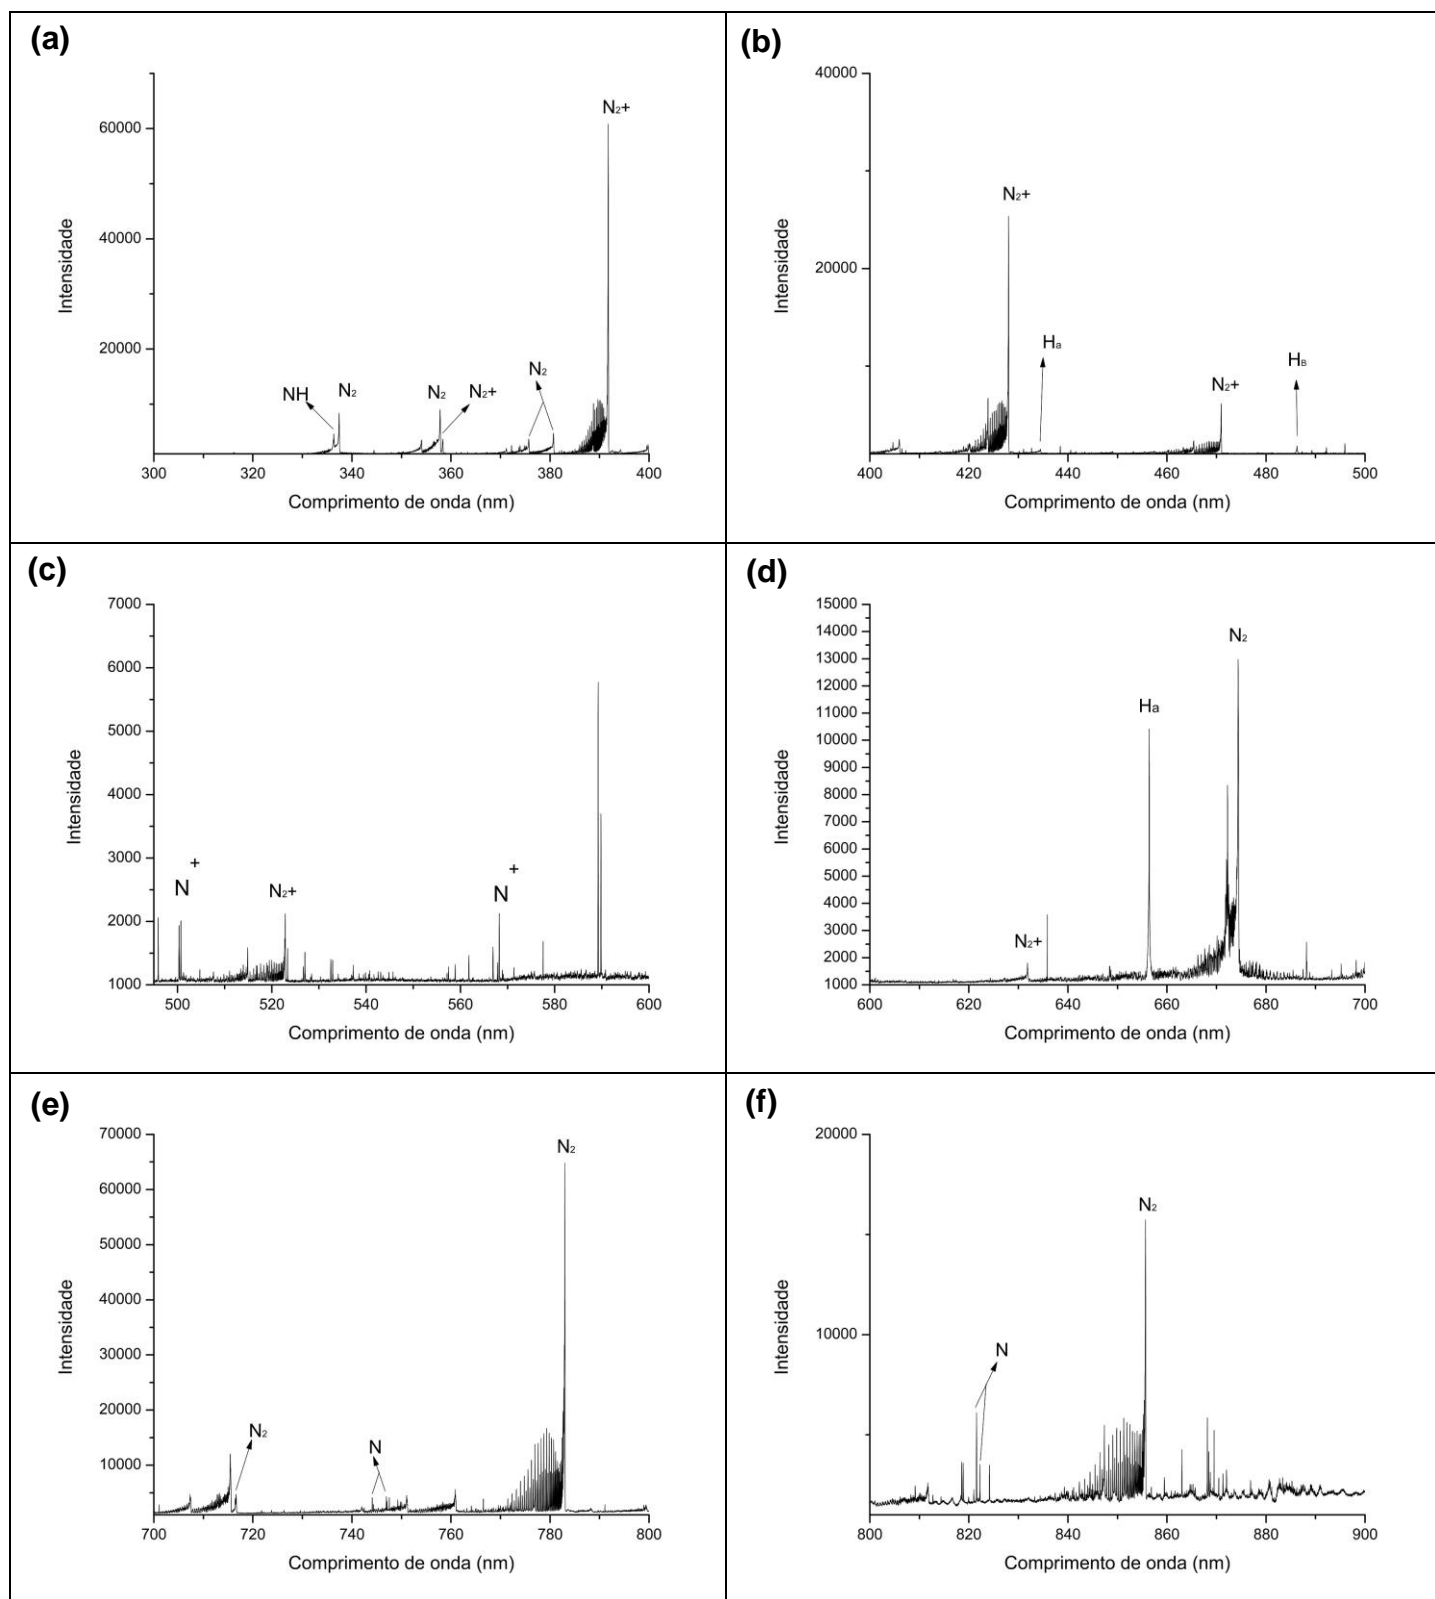 (a)
60000
40000
20000
300 320 340 360 380 400
Intensidade
Comprimento de onda (nm)
NH
N₂
N₂
N₂+
N₂
N₂+
(b)
40000
20000
400 420 440 460 480 500
Intensidade
Comprimento de onda (nm)
N₂+
Ha
N₂+
HB
(c)
7000
6000
5000
4000
3000
2000
1000
500 520 540 560 580 600
Intensidade
Comprimento de onda (nm)
N+
N₂+
N+
(d)
15000
14000
13000
12000
11000
10000
9000
8000
7000
6000
5000
4000
3000
2000
1000
600 620 640 660 680 700
Intensidade
Comprimento de onda (nm)
N₂+
Ha
N₂
(e)
70000
60000
50000
40000
30000
20000
10000
700 720 740 760 780 800
Intensidade
Comprimento de onda (nm)
N₂
N
N₂
(f)
20000
10000
800 820 840 860 880 900
Intensidade
Comprimento de onda (nm)
N
N₂